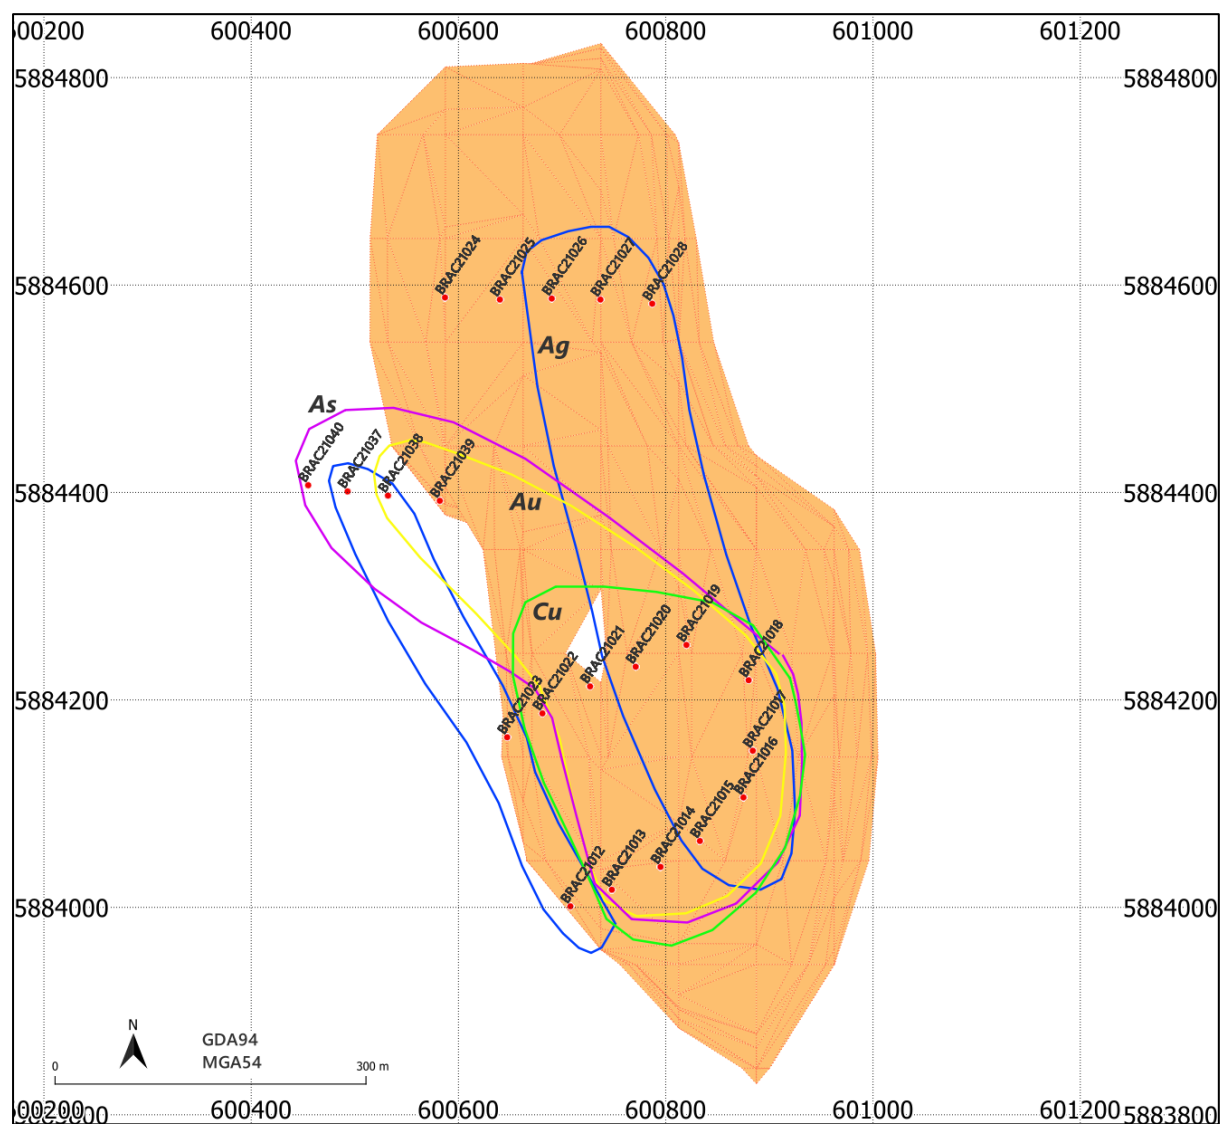 600200 600400 600600 600800 601000 601200
5884800 5884800
BRAC21024 BRAC21025 BRAC21026 BRAC21027 BRAC21028
5884600 5884600
Ag
As
BRAC21040 BRAC21037 BRAC21038 BRAC21039
5884400 5884400
Au
Cu
BRAC21019
BRAC21023 BRAC21022 BRAC21021 BRAC21020 BRAC21018
5884200 5884200
BRAC21017
BRAC21016
BRAC21012 BRAC21013 BRAC21014 BRAC21015
5884000 5884000
N
GDA94
MGA54
0 300 m
600200 600400 600600 600800 601000 601200
5883800 5883800